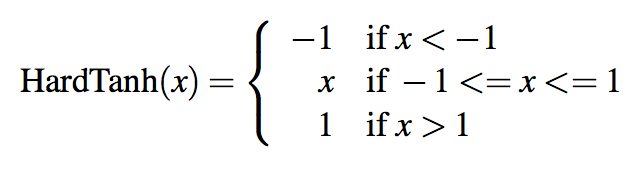 −1 if x < −1
HardTanh(x) = { x if − 1 <= x <= 1
1 if x > 1